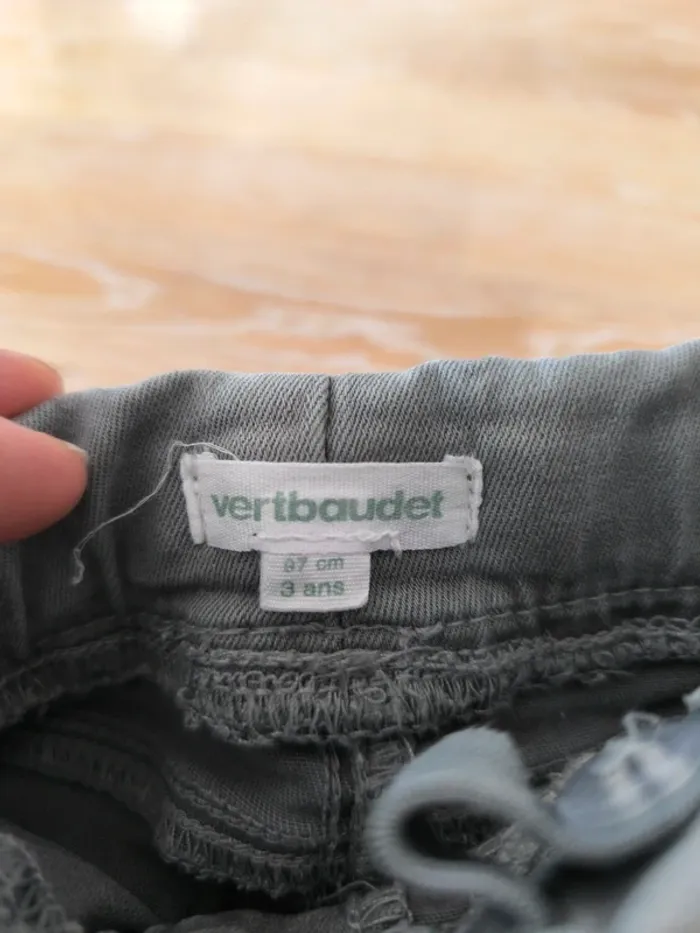 vertbaudet
97 cm
3 ans